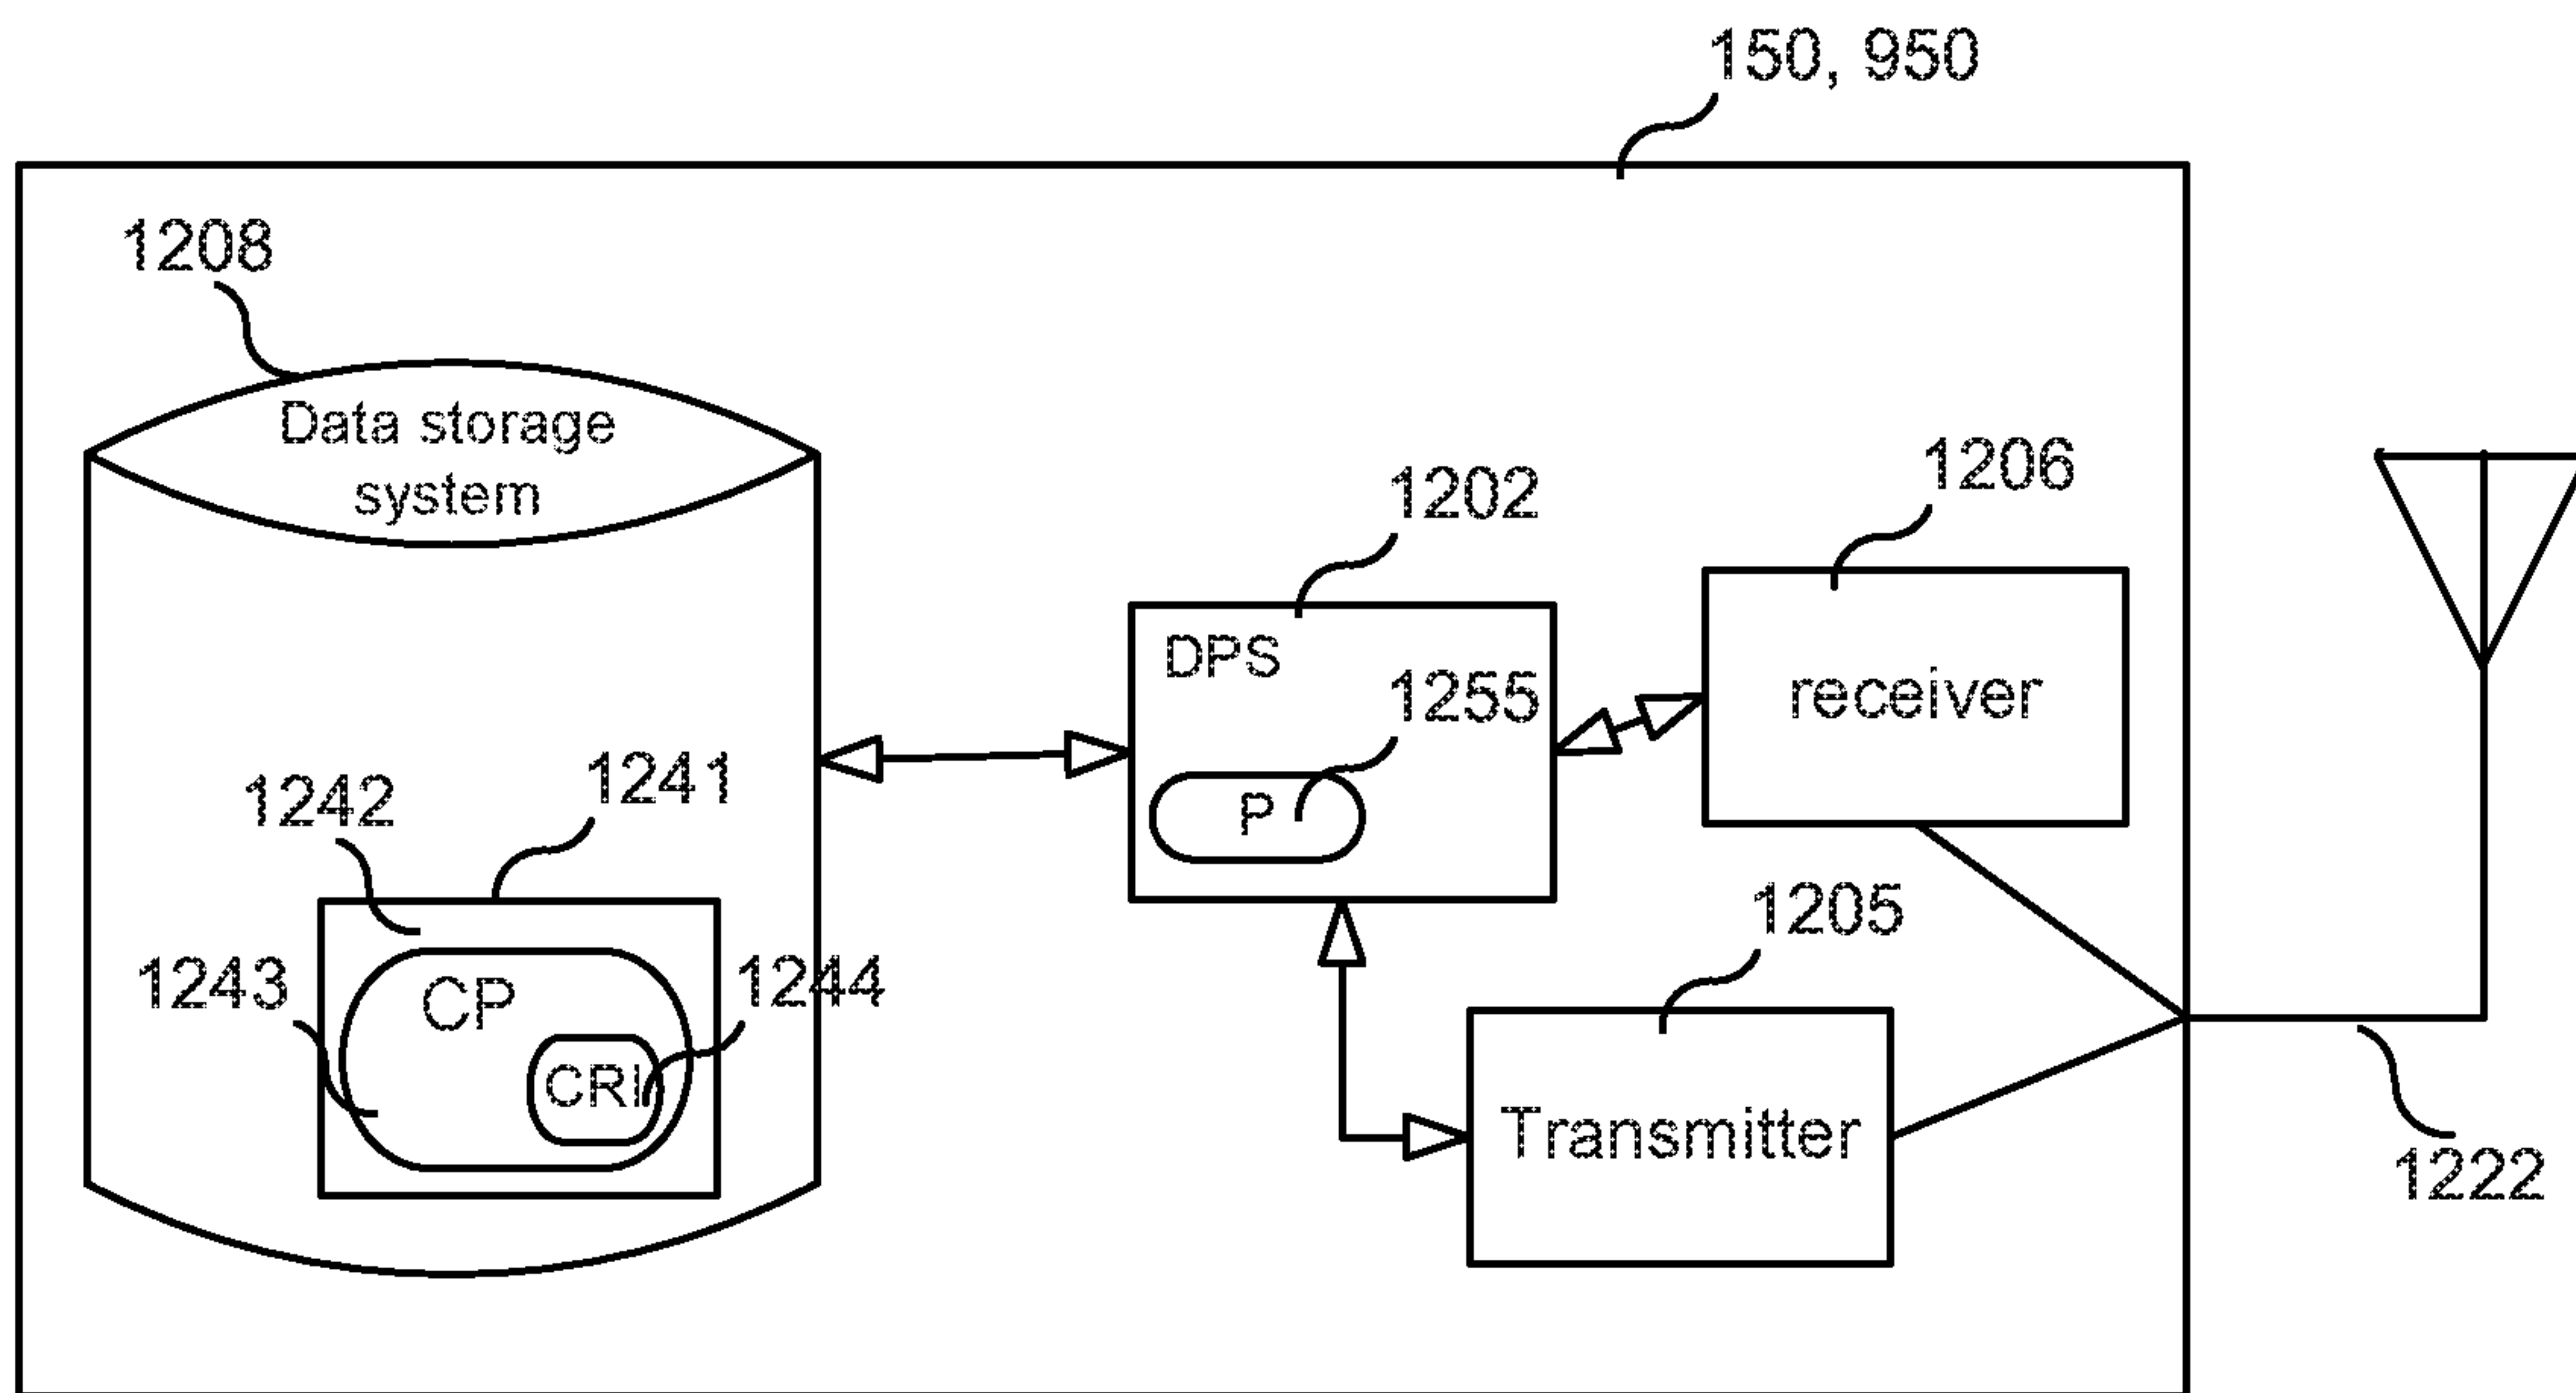 150, 950
1208
Data storage
system
1202
1206
DPS
1255
receiver
P
1242
1241
1205
1243
CP
1244
CRI
Transmitter
1222